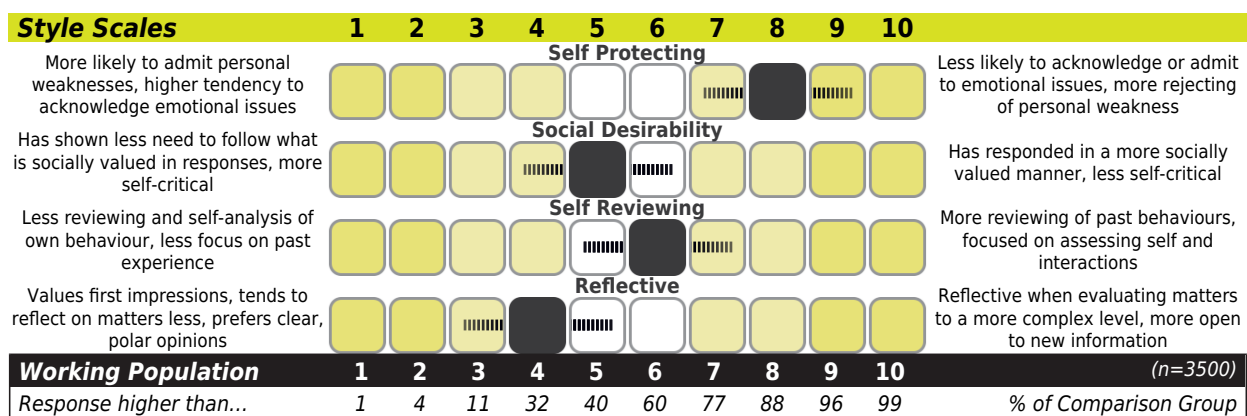 Style Scales 1 2 3 4 5 6 7 8 9 10
Self Protecting
More likely to admit personal
weaknesses, higher tendency to
acknowledge emotional issues
Less likely to acknowledge or admit
to emotional issues, more rejecting
of personal weakness
Social Desirability
Has shown less need to follow what
is socially valued in responses, more
self-critical
Has responded in a more socially
valued manner, less self-critical
Self Reviewing
Less reviewing and self-analysis of
own behaviour, less focus on past
experience
More reviewing of past behaviours,
focused on assessing self and
interactions
Reflective
Values first impressions, tends to
reflect on matters less, prefers clear,
polar opinions
Reflective when evaluating matters
to a more complex level, more open
to new information
Working Population 1 2 3 4 5 6 7 8 9 10 (n=3500)
Response higher than... 1 4 11 32 40 60 77 88 96 99 % of Comparison Group